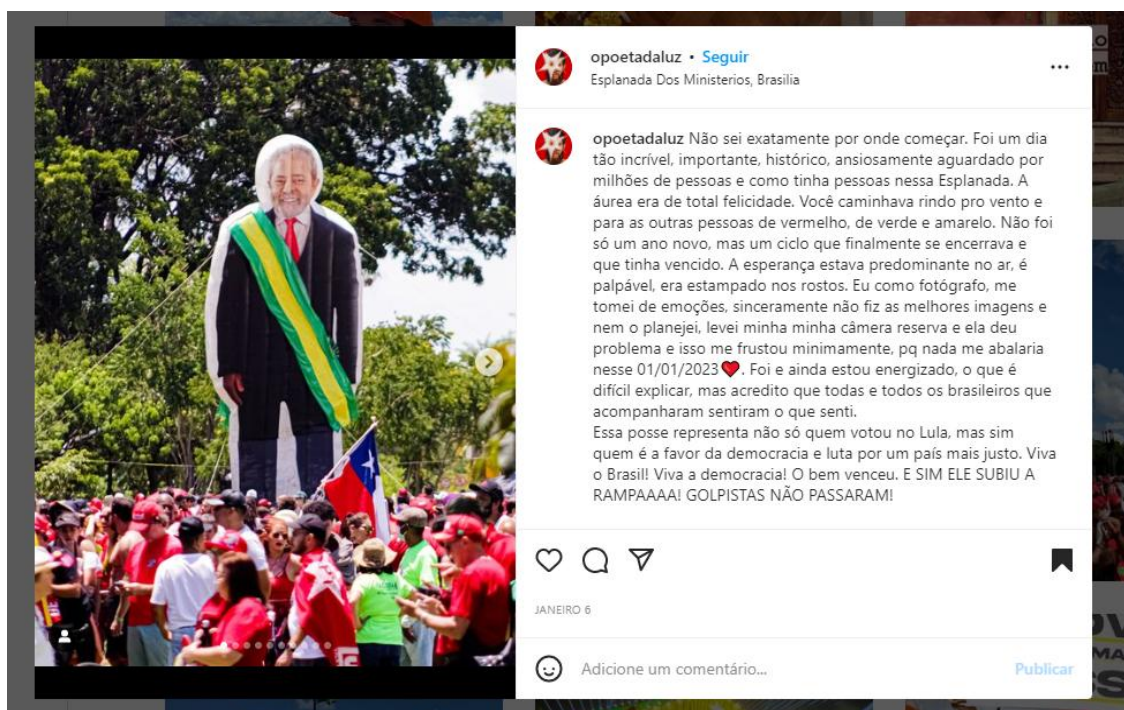 opoetadaluz • Seguir
Esplanada Dos Ministerios, Brasilia
opoetadaluz Não sei exatamente por onde começar. Foi um dia
tão incrível, importante, histórico, ansiosamente aguardado por
milhões de pessoas e como tinha pessoas nessa Esplanada. A
áurea era de total felicidade. Você caminhava rindo pro vento e
para as outras pessoas de vermelho, de verde e amarelo. Não foi
só um ano novo, mas um ciclo que finalmente se encerrava e
que tinha vencido. A esperança estava predominante no ar, é
palpável, era estampado nos rostos. Eu como fotógrafo, me
tomei de emoções, sinceramente não fiz as melhores imagens e
nem o planejei, levei minha minha câmera reserva e ela deu
problema e isso me frustou minimamente, pq nada me abalaria
nesse 01/01/2023❤️. Foi e ainda estou energizado, o que é
difícil explicar, mas acredito que todas e todos os brasileiros que
acompanharam sentiram o que senti.
Essa posse representa não só quem votou no Lula, mas sim
quem é a favor da democracia e luta por um país mais justo. Viva
o Brasil! Viva a democracia! O bem venceu. E SIM ELE SUBIU A
RAMPAAAA! GOLPISTAS NÃO PASSARAM!
JANEIRO 6
Adicione um comentário...
Publicar